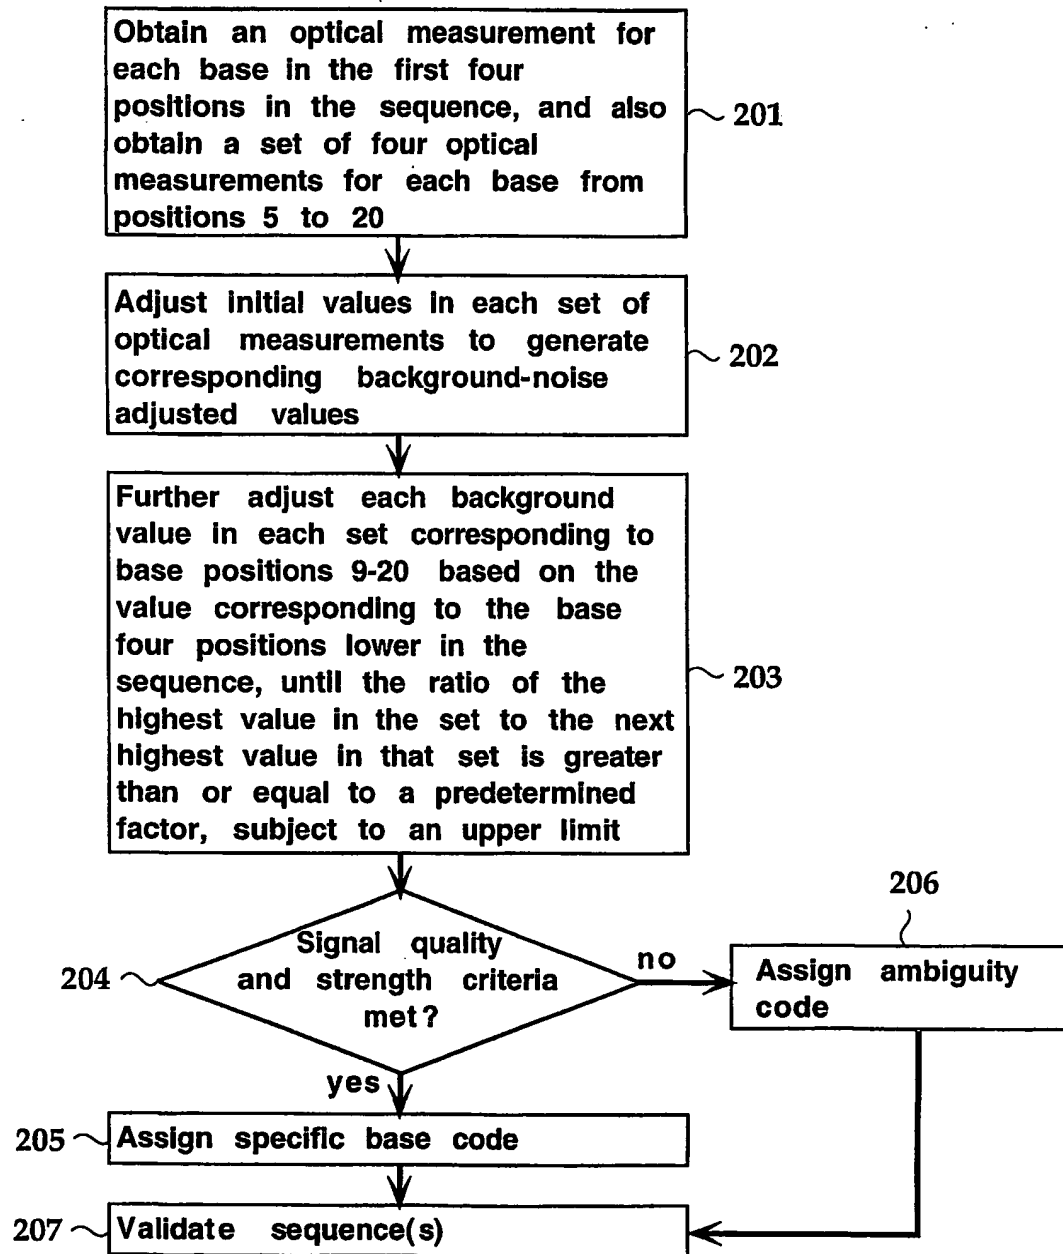 Obtain an optical measurement for
each base in the first four
positions in the sequence, and also
obtain a set of four optical
measurements for each base from
positions 5 to 20
201
Adjust initial values in each set of
optical measurements to generate
corresponding background-noise
adjusted values
202
Further adjust each background
value in each set corresponding to
base positions 9-20 based on the
value corresponding to the base
four positions lower in the
sequence, until the ratio of the
highest value in the set to the next
highest value in that set is greater
than or equal to a predetermined
factor, subject to an upper limit
203
204
Signal quality
and strength criteria
met?
no
206
Assign ambiguity
code
yes
205
Assign specific base code
207
Validate sequence(s)